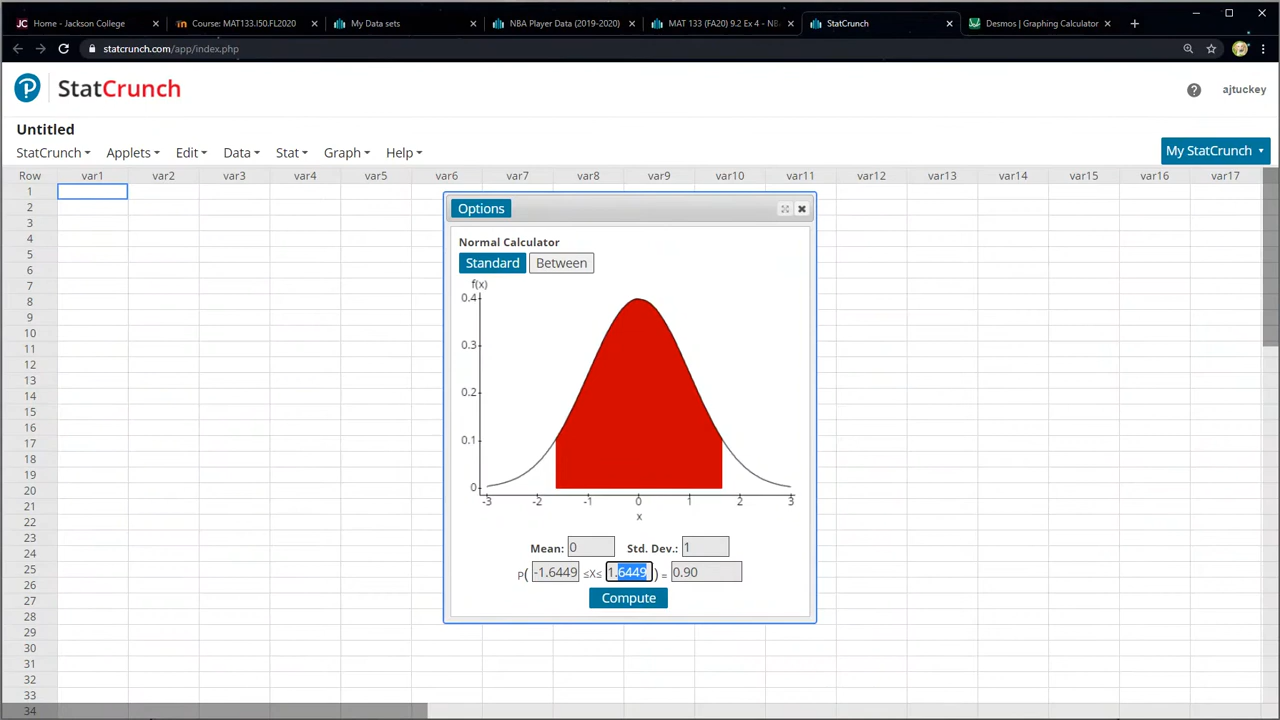 Home - Jackson College
Course: MAT133.I50.FL2020
My Data sets
NBA Player Data (2019-2020)
MAT 133 (FA20) 9.2 Ex 4 - NB
StatCrunch
Desmos | Graphing Calculator
statcrunch.com/app/index.php
StatCrunch
ajtuckey
Untitled
StatCrunch Applets Edit Data Stat Graph Help
My StatCrunch
Row var1 var2 var3 var4 var5 var6 var7 var8 var9 var10 var11 var12 var13 var14 var15 var16 var17
1
2
3
4
5
6
7
8
9
10
11
12
13
14
15
16
17
18
19
20
21
22
23
24
25
26
27
28
29
30
31
32
33
34
Options
Normal Calculator
Standard Between
f(x)
0.4
0.3
0.2
0.1
0
-3 -2 -1 0 1 2 3
x
Mean: 0 Std. Dev.: 1
P( -1.6449 ≤X≤ 1.6449 ) = 0.90
Compute